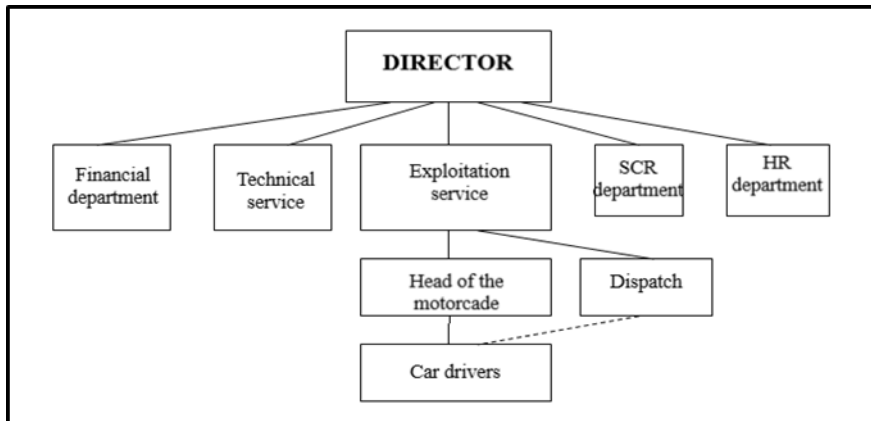 DIRECTOR
Financial
department
Technical
service
Exploitation
service
SCR
department
HR
department
Head of the
motorcade
Dispatch
Car drivers